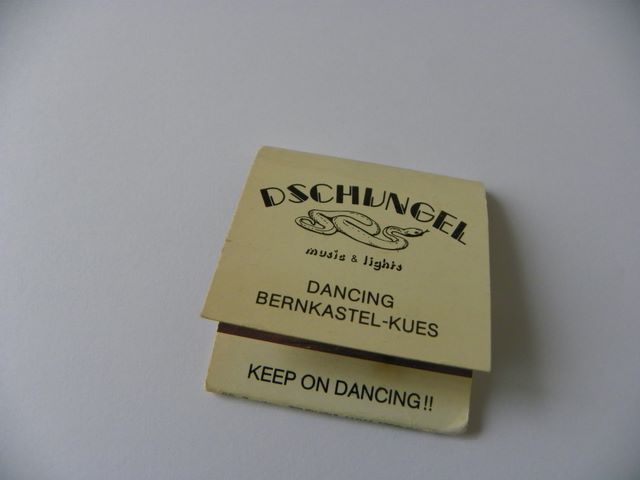 DSCHUNGEL
music & lights
DANCING
BERNKASTEL-KUES
KEEP ON DANCING!!